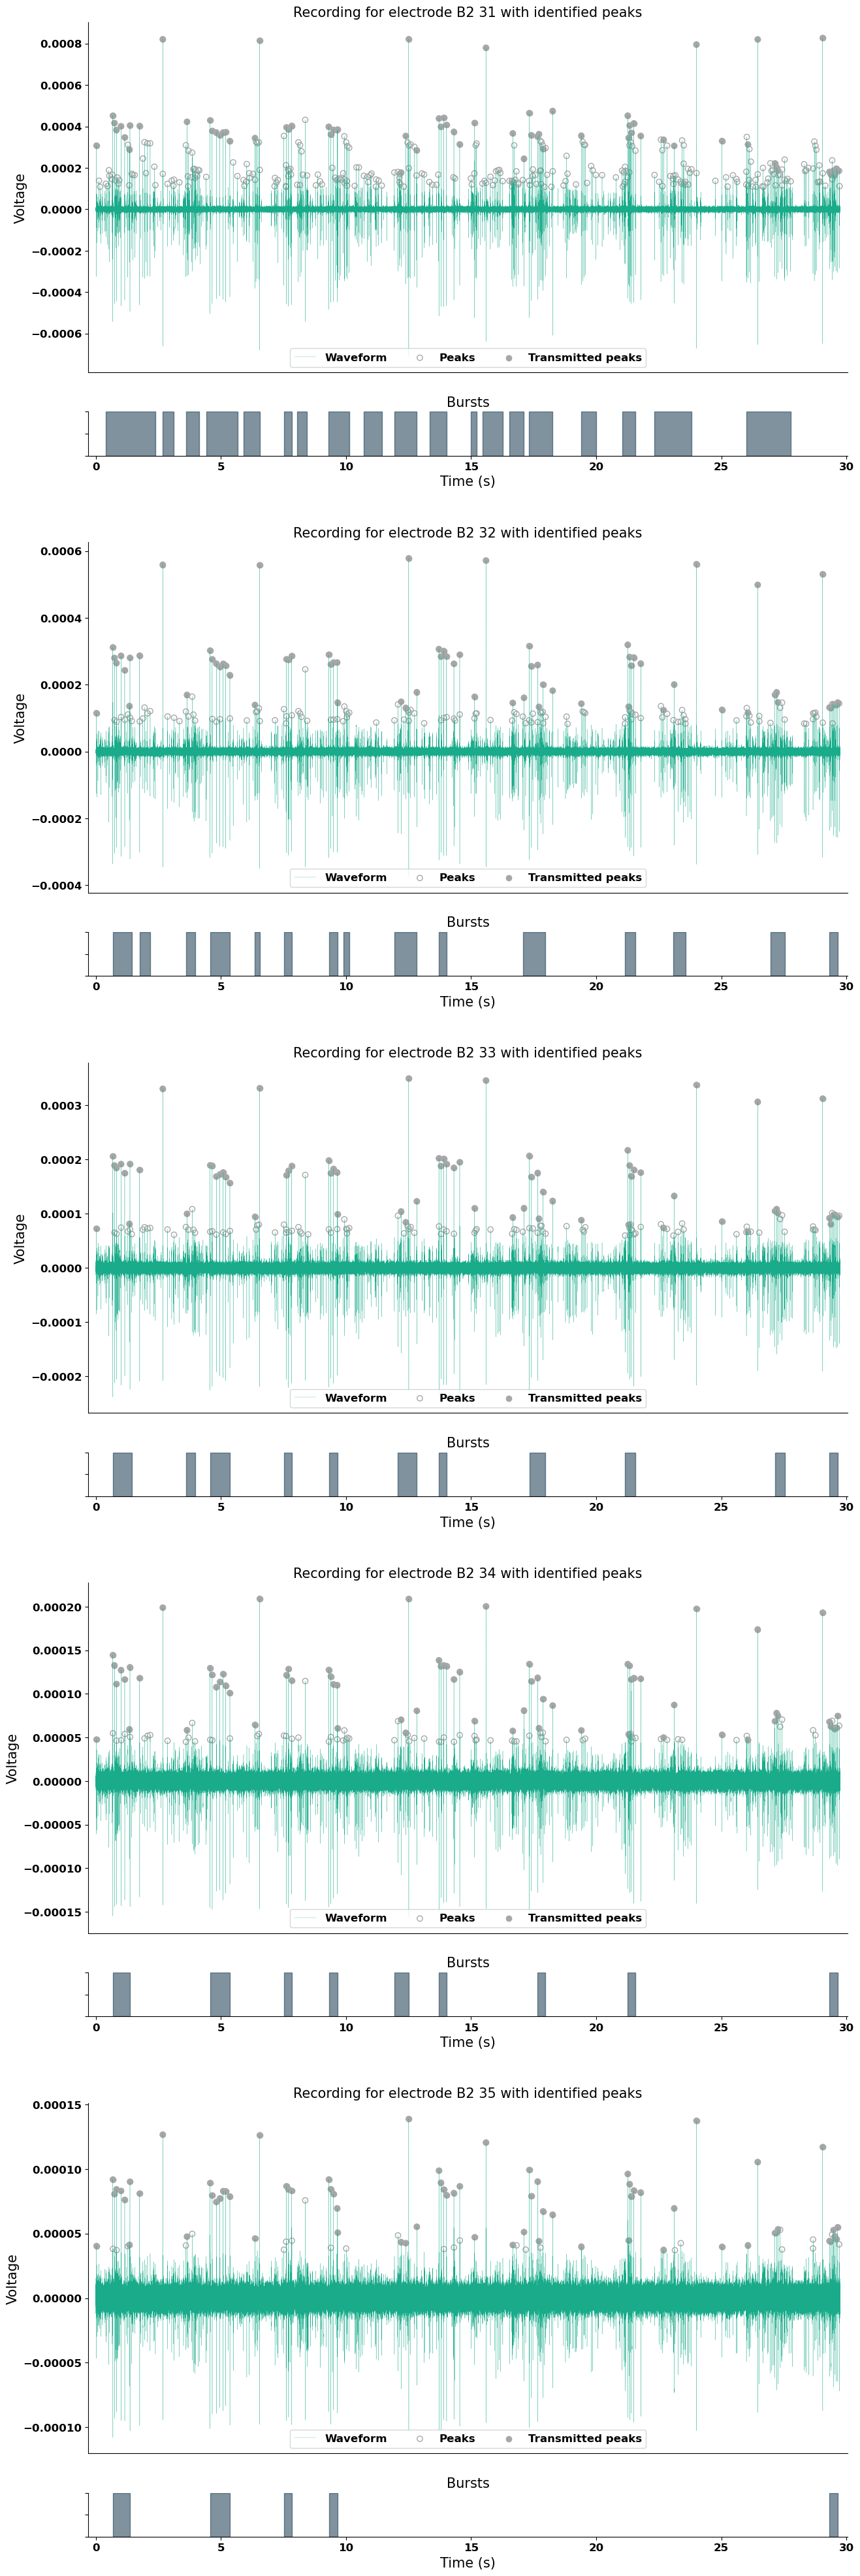 Recording for electrode B2 31 with identified peaks
0.0008
0.0006
0.0004
0.0002
0.0000
−0.0002
−0.0004
−0.0006
Voltage
Waveform Peaks Transmitted peaks
Bursts
0 5 10 15 20 25 30
Time (s)
Recording for electrode B2 32 with identified peaks
0.0006
0.0004
0.0002
0.0000
−0.0002
−0.0004
Voltage
Waveform Peaks Transmitted peaks
Bursts
0 5 10 15 20 25 30
Time (s)
Recording for electrode B2 33 with identified peaks
0.0003
0.0002
0.0001
0.0000
−0.0001
−0.0002
Voltage
Waveform Peaks Transmitted peaks
Bursts
0 5 10 15 20 25 30
Time (s)
Recording for electrode B2 34 with identified peaks
0.00020
0.00015
0.00010
0.00005
0.00000
−0.00005
−0.00010
−0.00015
Voltage
Waveform Peaks Transmitted peaks
Bursts
0 5 10 15 20 25 30
Time (s)
Recording for electrode B2 35 with identified peaks
0.00015
0.00010
0.00005
0.00000
−0.00005
−0.00010
Voltage
Waveform Peaks Transmitted peaks
Bursts
0 5 10 15 20 25 30
Time (s)